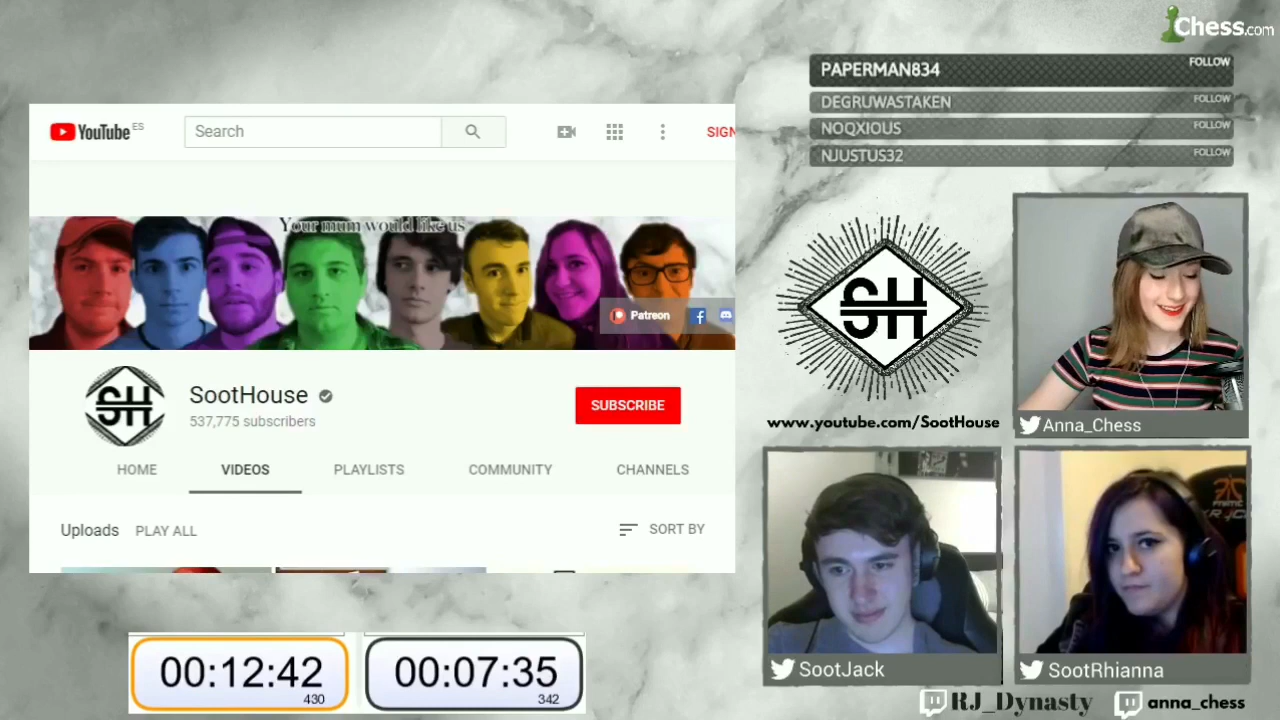 Chess.com
PAPERMAN834 FOLLOW
DEGRUWASTAKEN FOLLOW
NOQXIOUS FOLLOW
NJUSTUS32 FOLLOW
YouTube ES
Search
SIGN
Your mum would like us
Patreon
SH
SootHouse
537,775 subscribers
SUBSCRIBE
HOME VIDEOS PLAYLISTS COMMUNITY CHANNELS
Uploads PLAY ALL SORT BY
00:12:42
430
00:07:35
342
SH
www.youtube.com/SootHouse
Anna_Chess
SootJack
SootRhianna
RJ_Dynasty
anna_chess